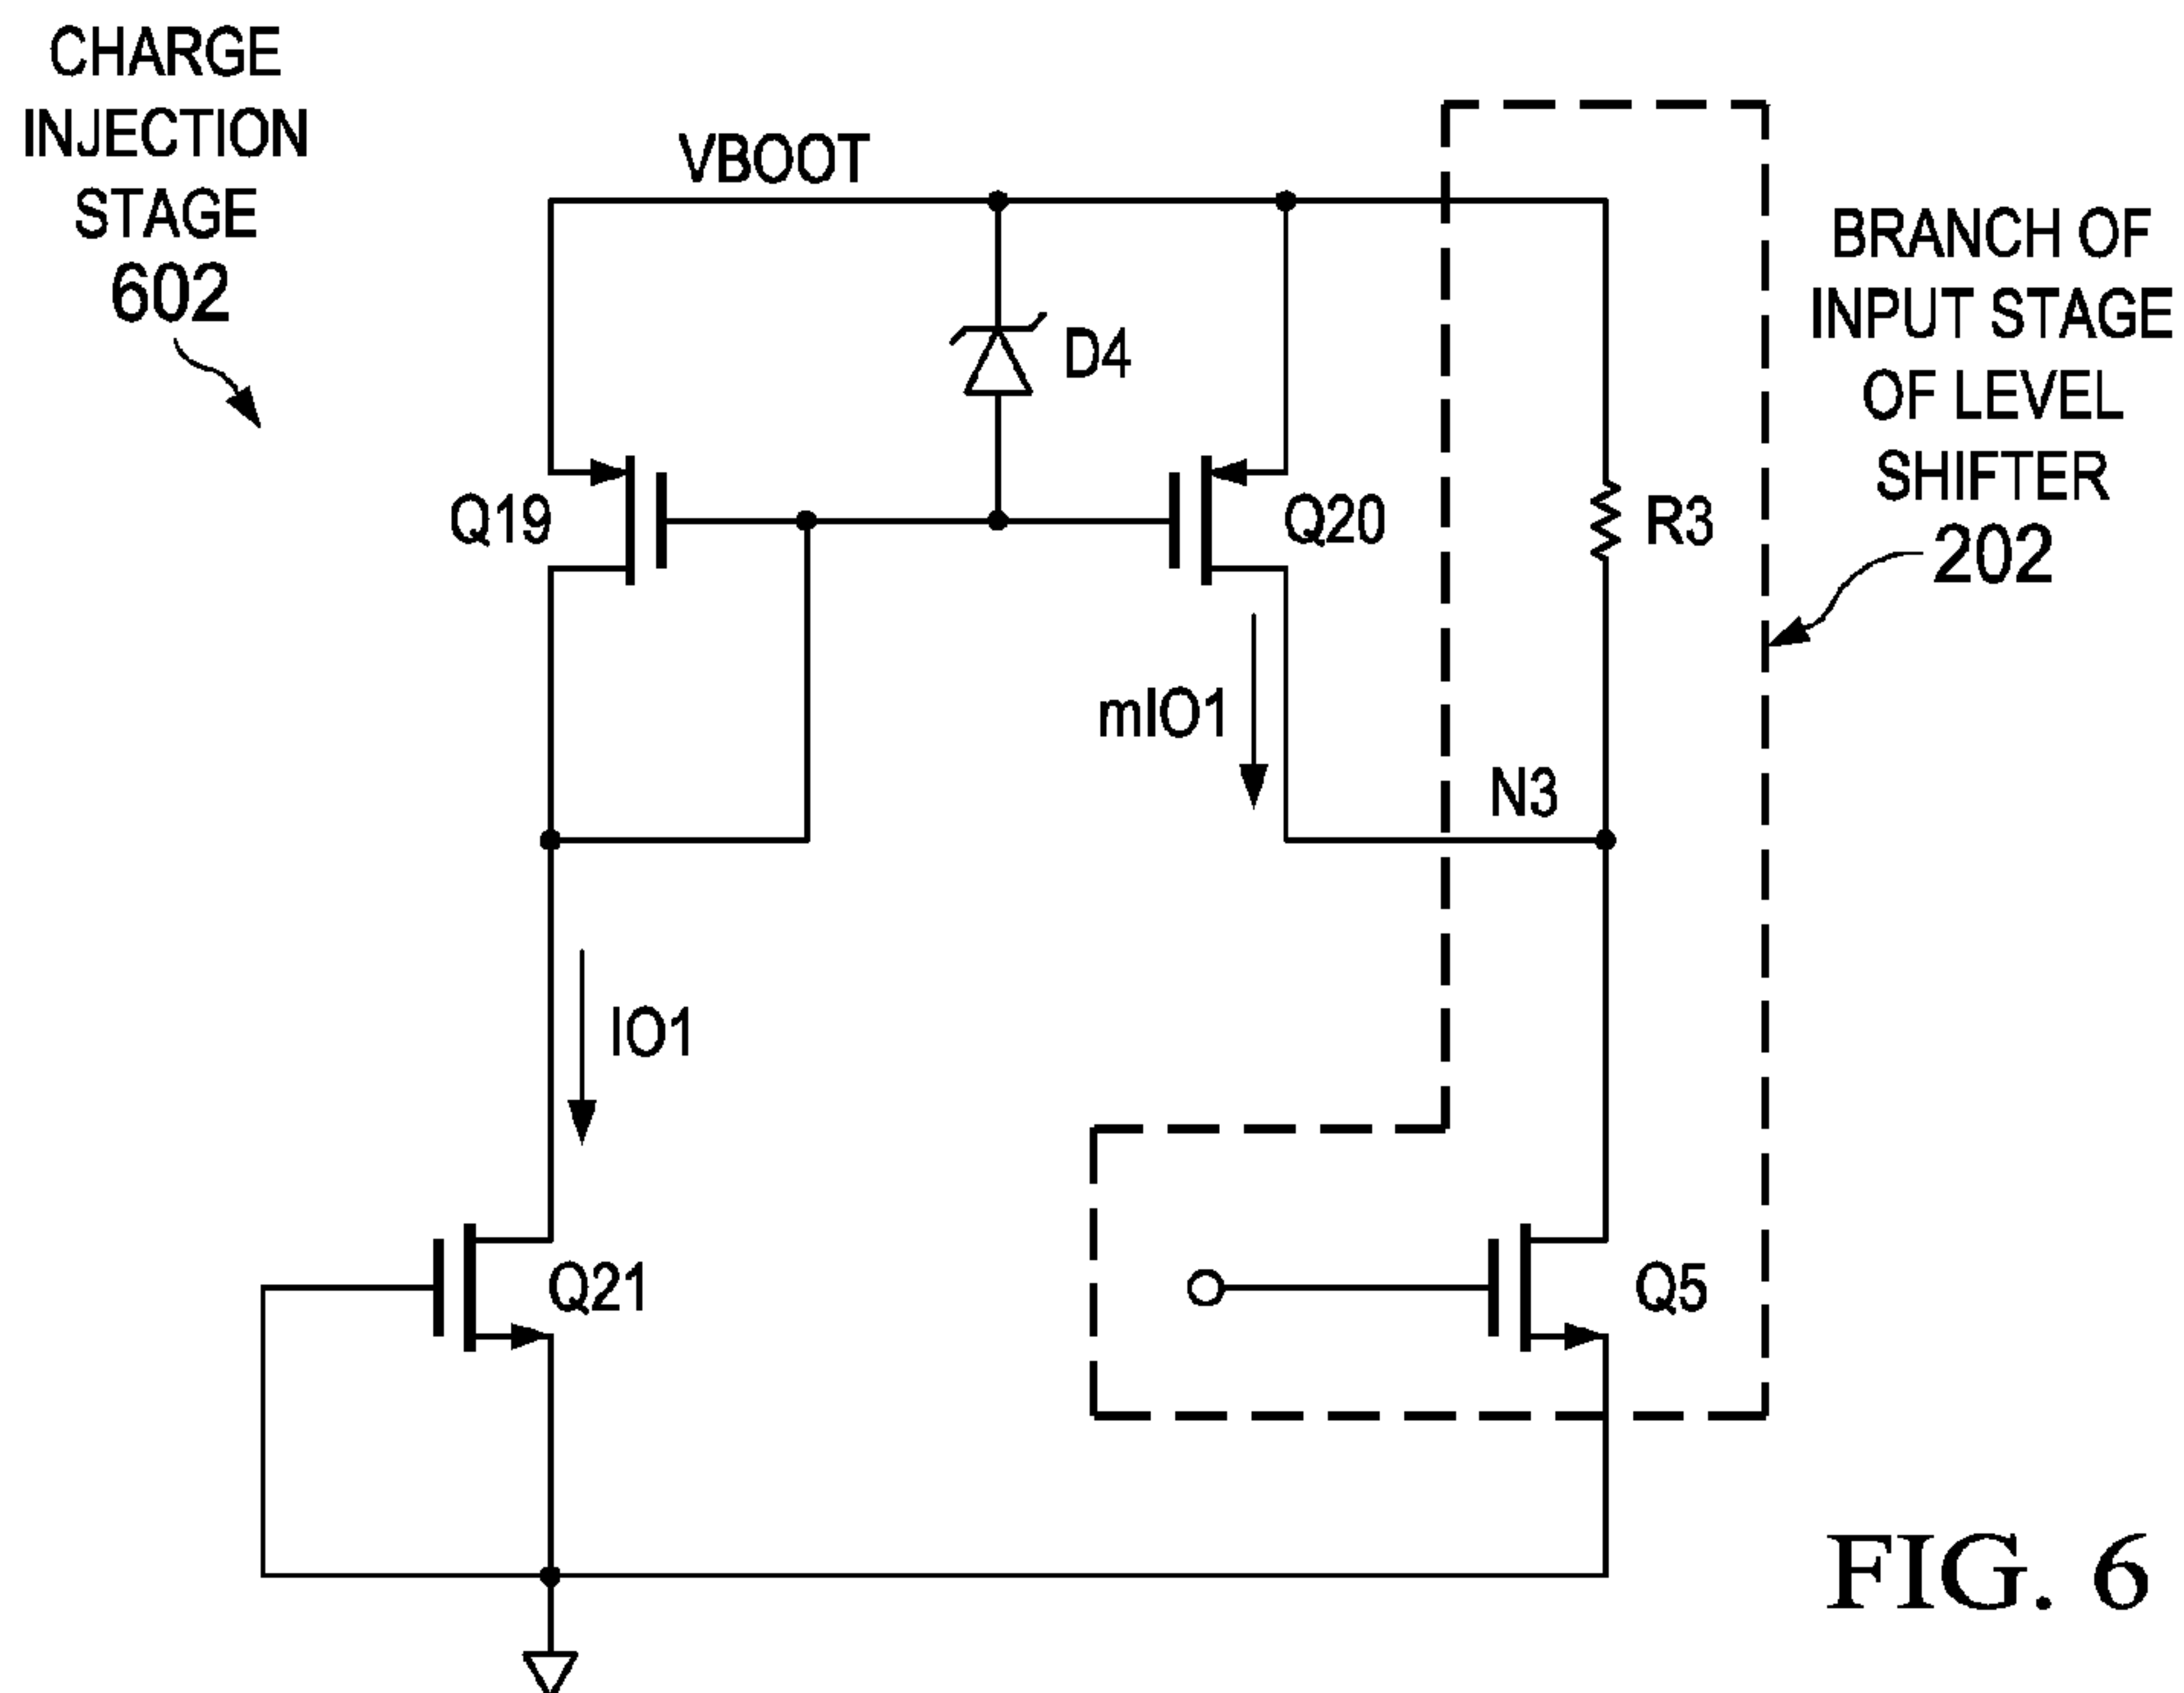 CHARGE
INJECTION
STAGE
602
VBOOT
BRANCH OF
INPUT STAGE
OF LEVEL
SHIFTER
202
D4
Q19
Q20
R3
mIO1
N3
IO1
Q21
Q5
FIG. 6